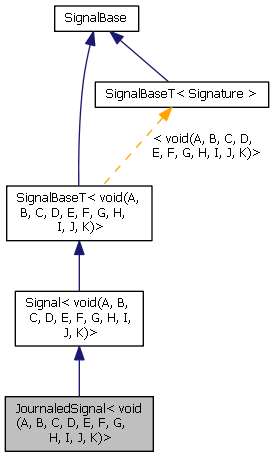 SignalBase
SignalBaseT< Signature >
< void(A, B, C, D,
E, F, G, H, I, J, K)>
SignalBaseT< void(A,
B, C, D, E, F, G, H,
I, J, K)>
Signal< void(A, B,
C, D, E, F, G, H, I,
J, K)>
JournaledSignal< void
(A, B, C, D, E, F, G,
H, I, J, K)>